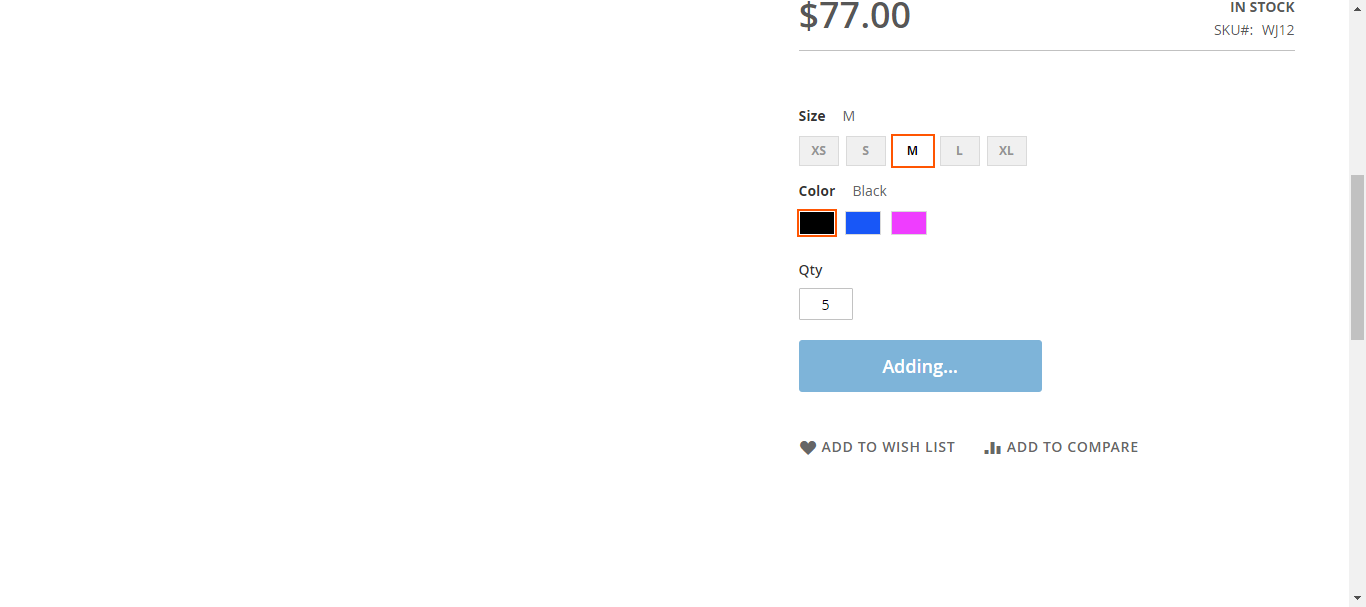 $77.00
IN STOCK
SKU#: WJ12
Size M
XS S M L XL
Color Black
Qty
5
Adding...
ADD TO WISH LIST ADD TO COMPARE